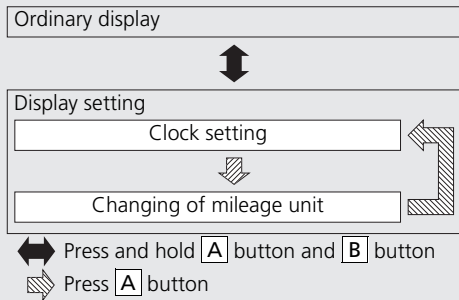 Ordinary display
Display setting
Clock setting
Changing of mileage unit
Press and hold A button and B button
Press A button